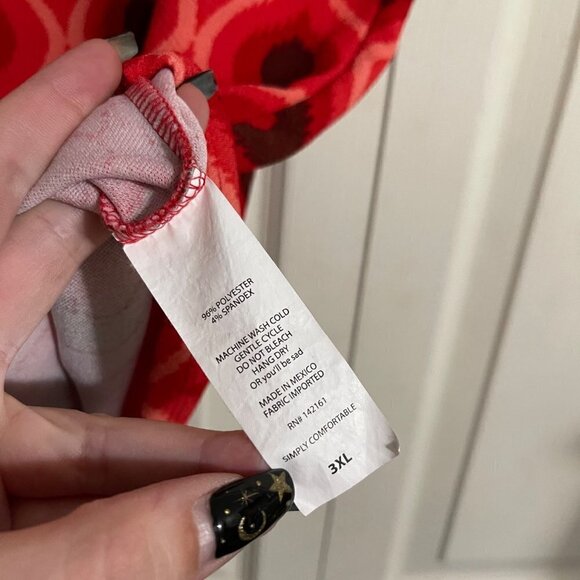 96% POLYESTER
4% SPANDEX
MACHINE WASH COLD
GENTLE CYCLE
DO NOT BLEACH
HANG DRY
OR you'll be sad
MADE IN MEXICO
FABRIC IMPORTED
RN# 142161
SIMPLY COMFORTABLE
3XL